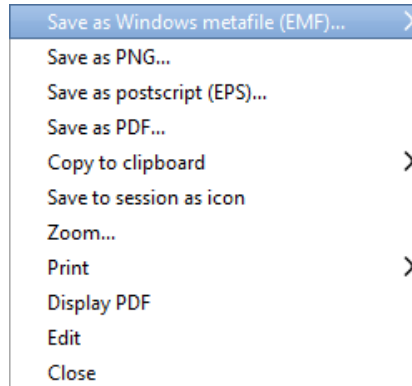 Save as Windows metafile (EMF)...
Save as PNG...
Save as postscript (EPS)...
Save as PDF...
Copy to clipboard
Save to session as icon
Zoom...
Print
Display PDF
Edit
Close